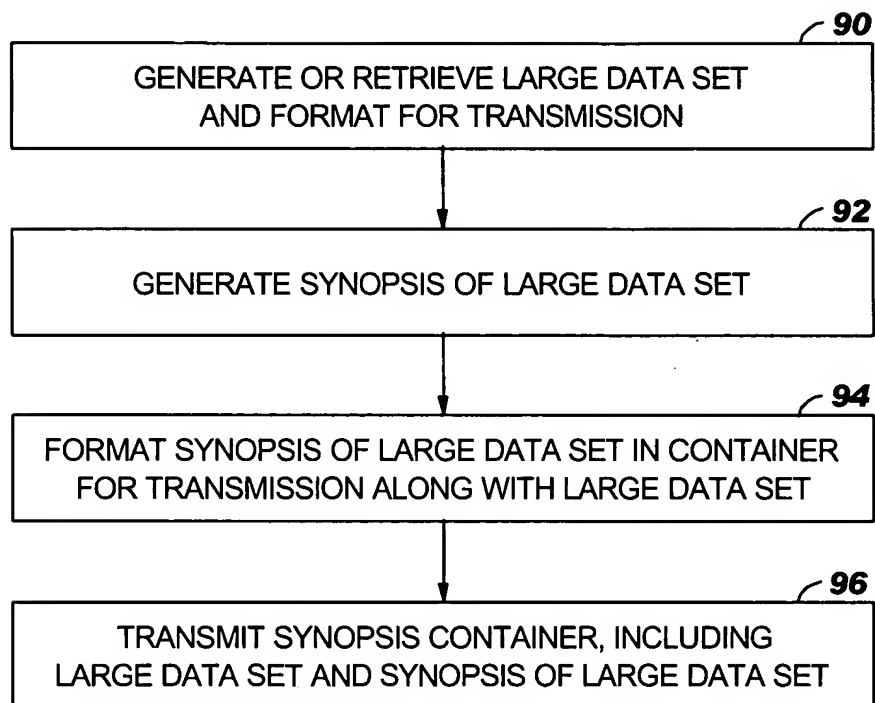 90
GENERATE OR RETRIEVE LARGE DATA SET
AND FORMAT FOR TRANSMISSION
92
GENERATE SYNOPSIS OF LARGE DATA SET
94
FORMAT SYNOPSIS OF LARGE DATA SET IN CONTAINER
FOR TRANSMISSION ALONG WITH LARGE DATA SET
96
TRANSMIT SYNOPSIS CONTAINER, INCLUDING
LARGE DATA SET AND SYNOPSIS OF LARGE DATA SET